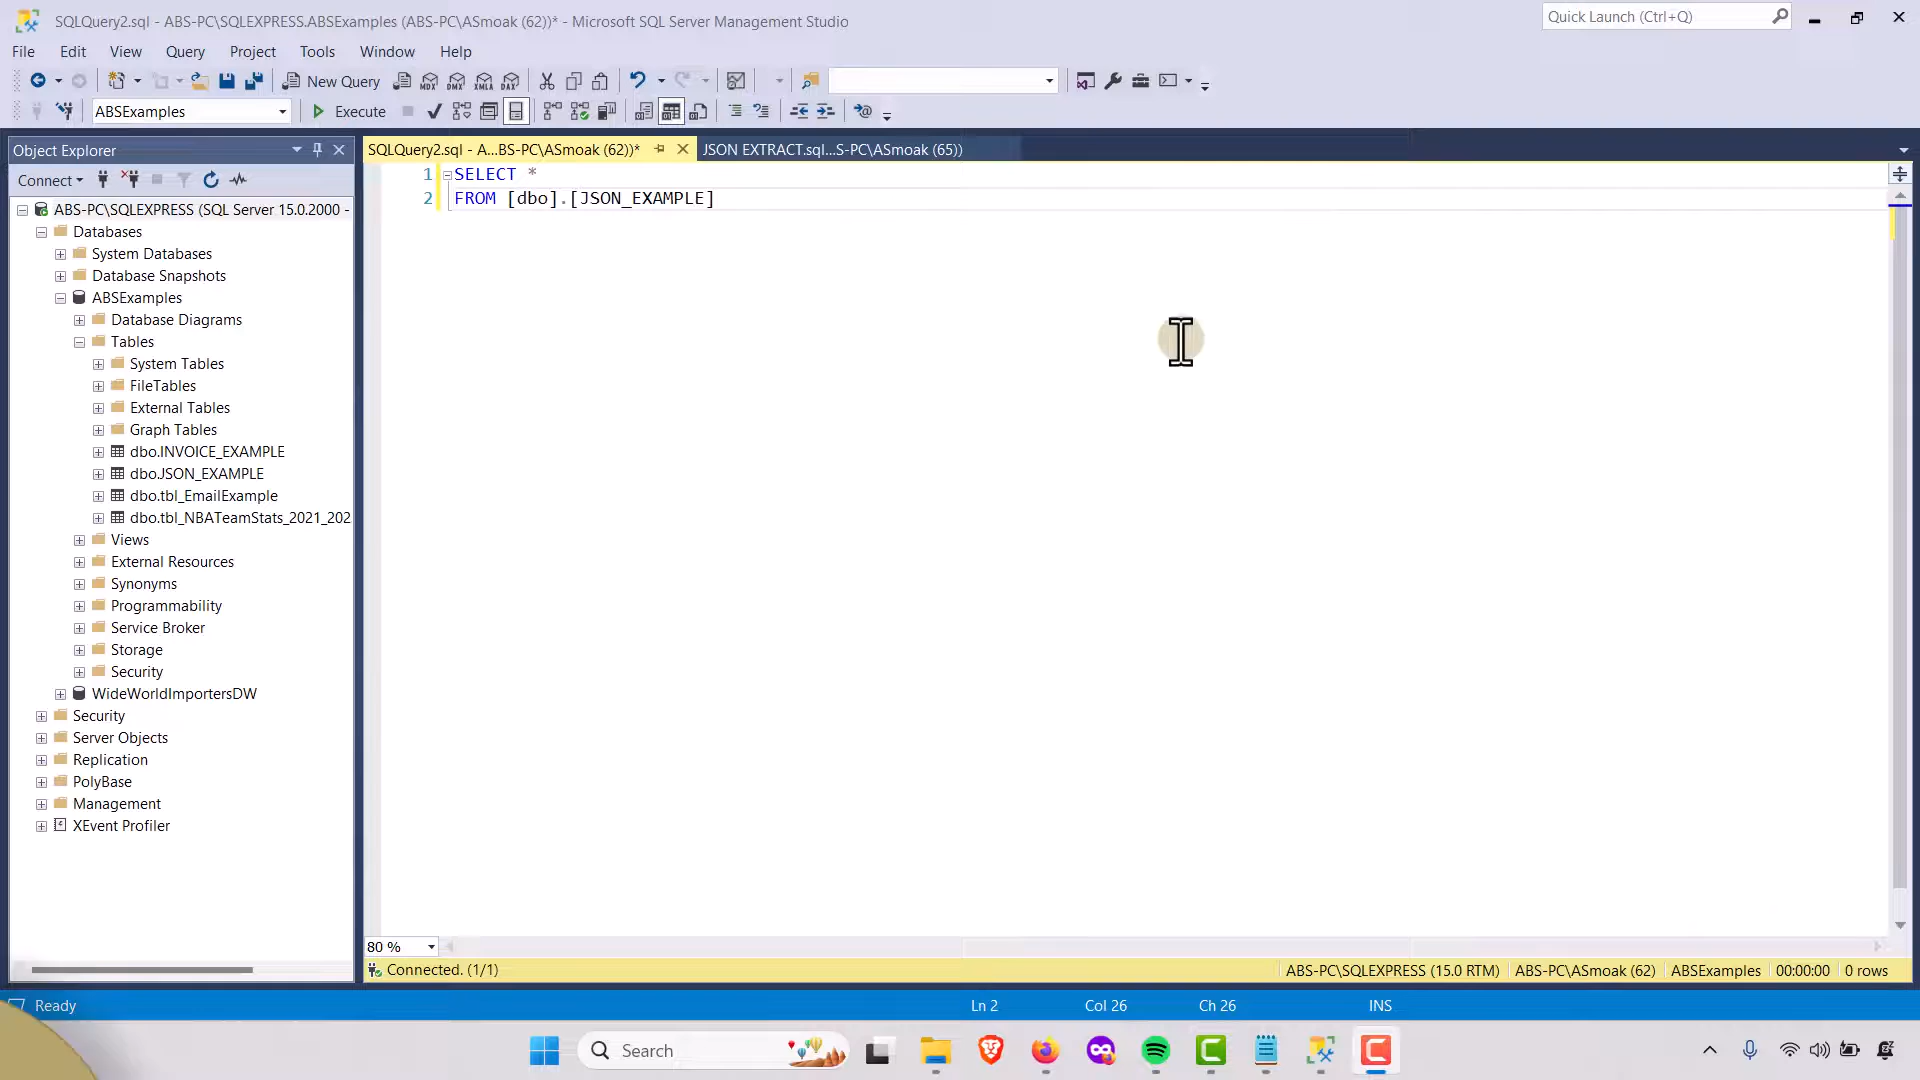 SQLQuery2.sql - ABS-PC\SQLEXPRESS.ABSExamples (ABS-PC\ASmoak (62))* - Microsoft SQL Server Management Studio
Quick Launch (Ctrl+Q)
File Edit View Query Project Tools Window Help
New Query
MDX DMX XMLA DAX
ABSExamples
Execute
Object Explorer
SQLQuery2.sql - A...BS-PC\ASmoak (62))*
JSON EXTRACT.sql...S-PC\ASmoak (65))
Connect
1 SELECT *
2 FROM [dbo].[JSON_EXAMPLE]
ABS-PC\SQLEXPRESS (SQL Server 15.0.2000 -
Databases
System Databases
Database Snapshots
ABSExamples
Database Diagrams
Tables
System Tables
FileTables
External Tables
Graph Tables
dbo.INVOICE_EXAMPLE
dbo.JSON_EXAMPLE
dbo.tbl_EmailExample
dbo.tbl_NBATeamStats_2021_202
Views
External Resources
Synonyms
Programmability
Service Broker
Storage
Security
WideWorldImportersDW
Security
Server Objects
Replication
PolyBase
Management
XEvent Profiler
80 %
Connected. (1/1)
ABS-PC\SQLEXPRESS (15.0 RTM)
ABS-PC\ASmoak (62)
ABSExamples
00:00:00
0 rows
Ready
Ln 2
Col 26
Ch 26
INS
Search